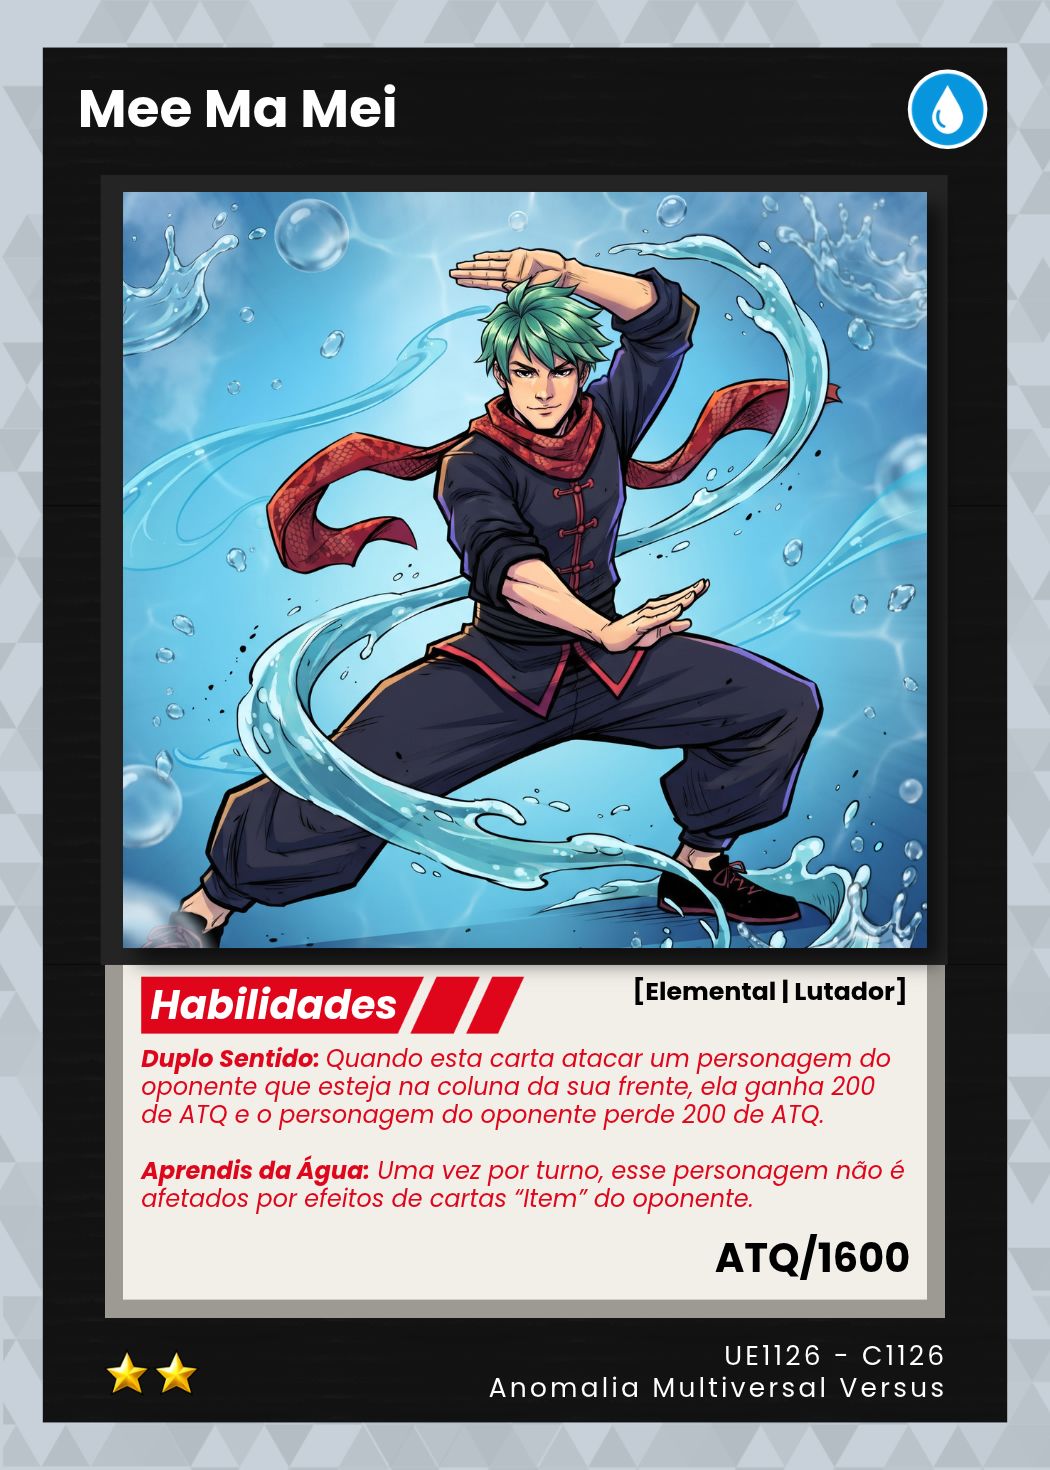 Mee Ma Mei
Habilidades
[Elemental | Lutador]
Duplo Sentido: Quando esta carta atacar um personagem do
oponente que esteja na coluna da sua frente, ela ganha 200
de ATQ e o personagem do oponente perde 200 de ATQ.
Aprendis da Água: Uma vez por turno, esse personagem não é
afetados por efeitos de cartas “Item” do oponente.
ATQ/1600
UE1126 - C1126
Anomalia Multiversal Versus